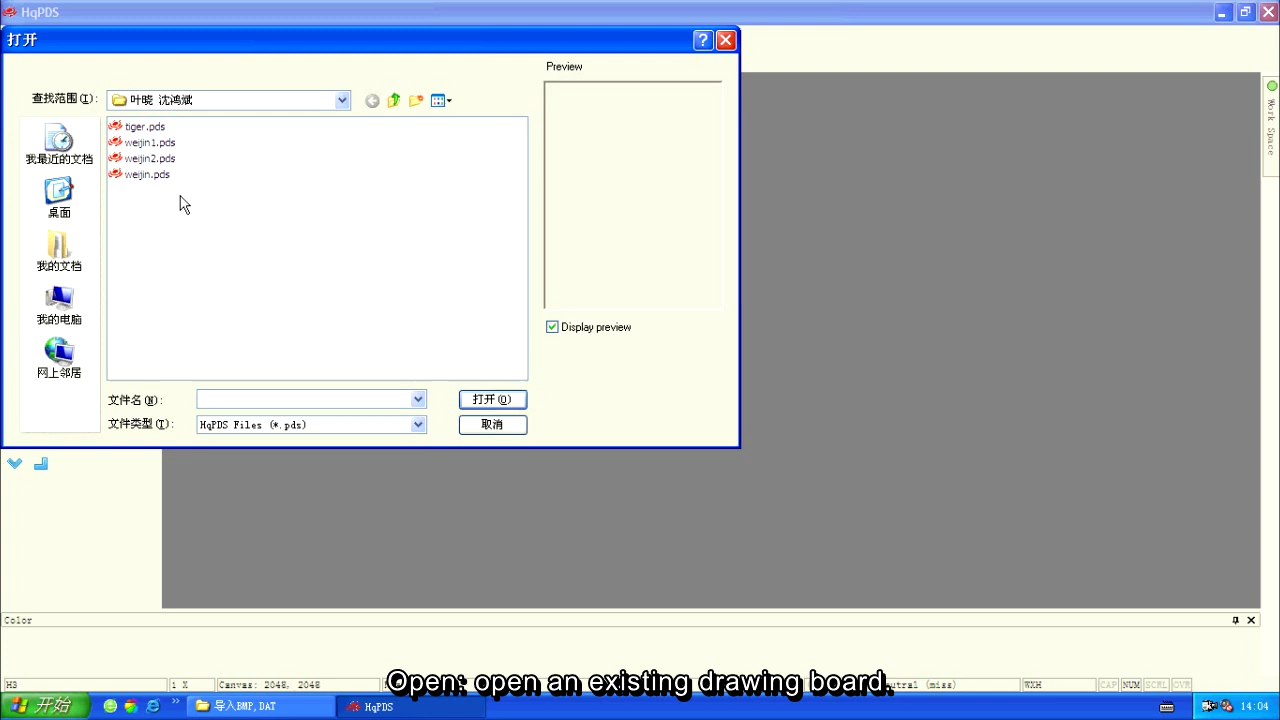 HqPDS
打开
Preview
查找范围(I):
叶晓 沈鸿斌
tiger.pds
weijin1.pds
weijin2.pds
weijin.pds
我最近的文档
桌面
我的文档
我的电脑
网上邻居
Display preview
文件名(N):
打开(O)
文件类型(T):
HqPDS Files (*.pds)
取消
Work Space
Color
Open: open an existing drawing board.
H3
1 X
Canvas: 2048, 2048
(miss)
WXH
CAP
NUM
SCRL
OVR
开始
导入BMP,DAT
HqPDS
14:04